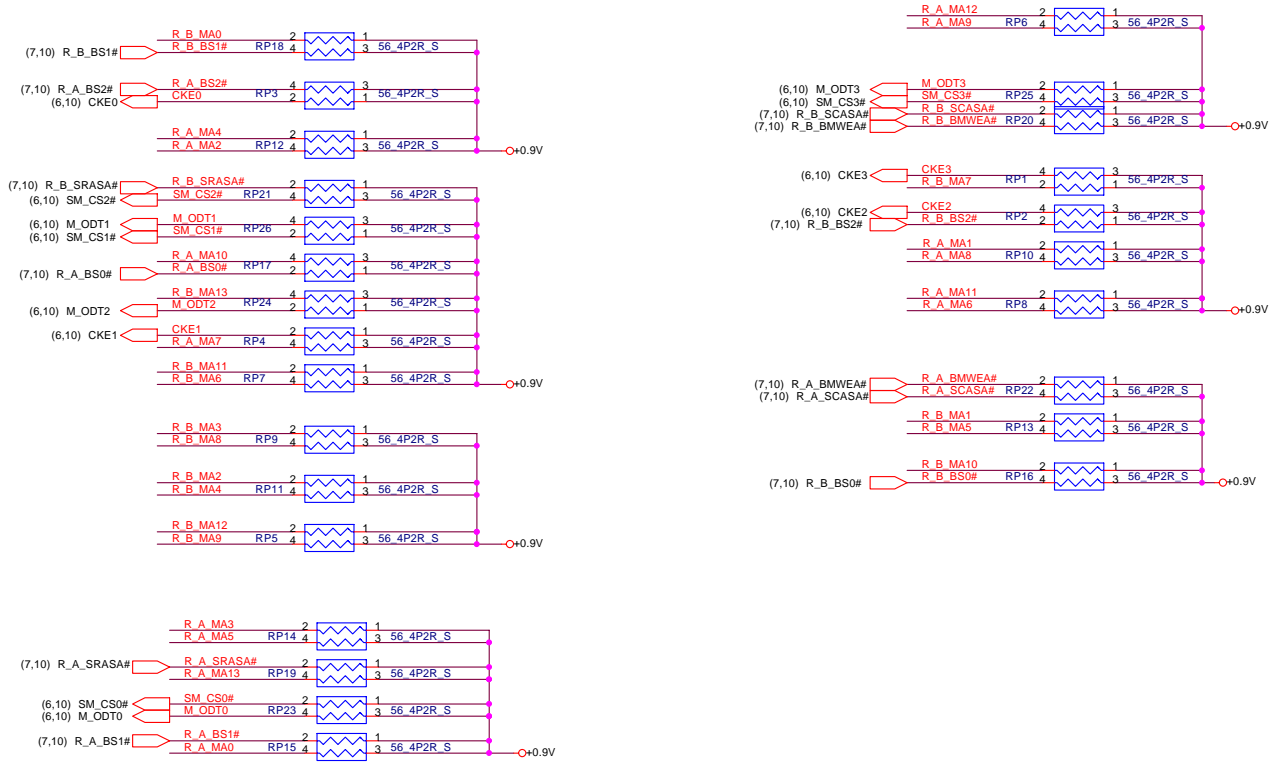 R_B_MA0 2 1
(7,10) R_B_BS1# R_B_BS1# RP18 4 3 56_4P2R_S
(7,10) R_A_BS2# R_A_BS2# 4 3
(6,10) CKE0 CKE0 RP3 2 1 56_4P2R_S
R_A_MA4 2 1
R_A_MA2 RP12 4 3 56_4P2R_S
+0.9V
(7,10) R_B_SRASA# R_B_SRASA# 2 1
(6,10) SM_CS2# SM_CS2# RP21 4 3 56_4P2R_S
(6,10) M_ODT1 M_ODT1 4 3
(6,10) SM_CS1# SM_CS1# RP26 2 1 56_4P2R_S
R_A_MA10 4 3
(7,10) R_A_BS0# R_A_BS0# RP17 2 1 56_4P2R_S
R_B_MA13 4 3
(6,10) M_ODT2 M_ODT2 RP24 2 1 56_4P2R_S
(6,10) CKE1 CKE1 2 1
R_A_MA7 RP4 4 3 56_4P2R_S
R_B_MA11 2 1
R_B_MA6 RP7 4 3 56_4P2R_S
+0.9V
R_B_MA3 2 1
R_B_MA8 RP9 4 3 56_4P2R_S
R_B_MA2 2 1
R_B_MA4 RP11 4 3 56_4P2R_S
R_B_MA12 2 1
R_B_MA9 RP5 4 3 56_4P2R_S
+0.9V
R_A_MA3 2 1
R_A_MA5 RP14 4 3 56_4P2R_S
(7,10) R_A_SRASA# R_A_SRASA# 2 1
R_A_MA13 RP19 4 3 56_4P2R_S
(6,10) SM_CS0# SM_CS0# 2 1
(6,10) M_ODT0 M_ODT0 RP23 4 3 56_4P2R_S
(7,10) R_A_BS1# R_A_BS1# 2 1
R_A_MA0 RP15 4 3 56_4P2R_S
+0.9V
R_A_MA12 2 1
R_A_MA9 RP6 4 3 56_4P2R_S
(6,10) M_ODT3 M_ODT3 2 1
(6,10) SM_CS3# SM_CS3# RP25 4 3 56_4P2R_S
(7,10) R_B_SCASA# R_B_SCASA# 2 1
(7,10) R_B_BMWEA# R_B_BMWEA# RP20 4 3 56_4P2R_S
+0.9V
(6,10) CKE3 CKE3 4 3
R_B_MA7 RP1 2 1 56_4P2R_S
(6,10) CKE2 CKE2 4 3
(7,10) R_B_BS2# R_B_BS2# RP2 2 1 56_4P2R_S
R_A_MA1 2 1
R_A_MA8 RP10 4 3 56_4P2R_S
R_A_MA11 2 1
R_A_MA6 RP8 4 3 56_4P2R_S
+0.9V
(7,10) R_A_BMWEA# R_A_BMWEA# 2 1
(7,10) R_A_SCASA# R_A_SCASA# RP22 4 3 56_4P2R_S
R_B_MA1 2 1
R_B_MA5 RP13 4 3 56_4P2R_S
R_B_MA10 2 1
(7,10) R_B_BS0# R_B_BS0# RP16 4 3 56_4P2R_S
+0.9V